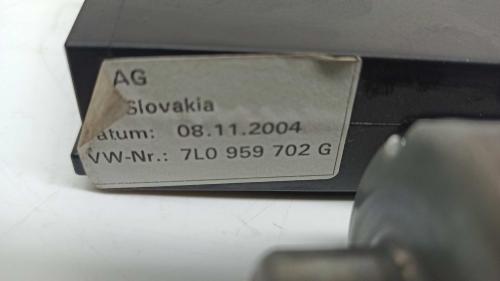 AG
Slovakia
atum: 08.11.2004
VW-Nr.: 7L0 959 702 G